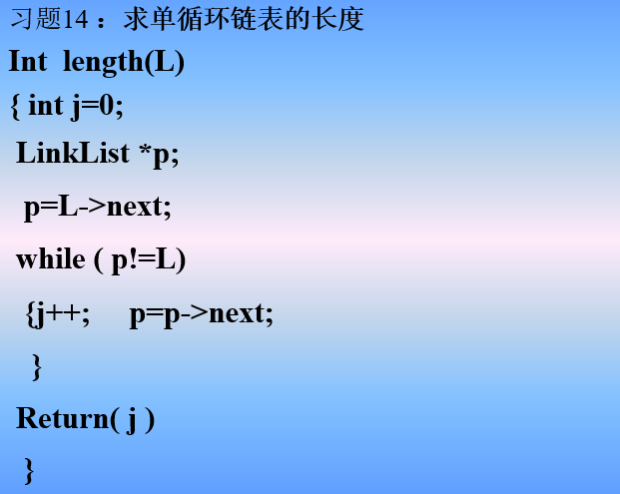 习题14 ：求单循环链表的长度
Int  length(L)
{ int j=0;
LinkList *p;
p=L->next;
while ( p!=L)
{j++;    p=p->next;
}
Return( j )
}